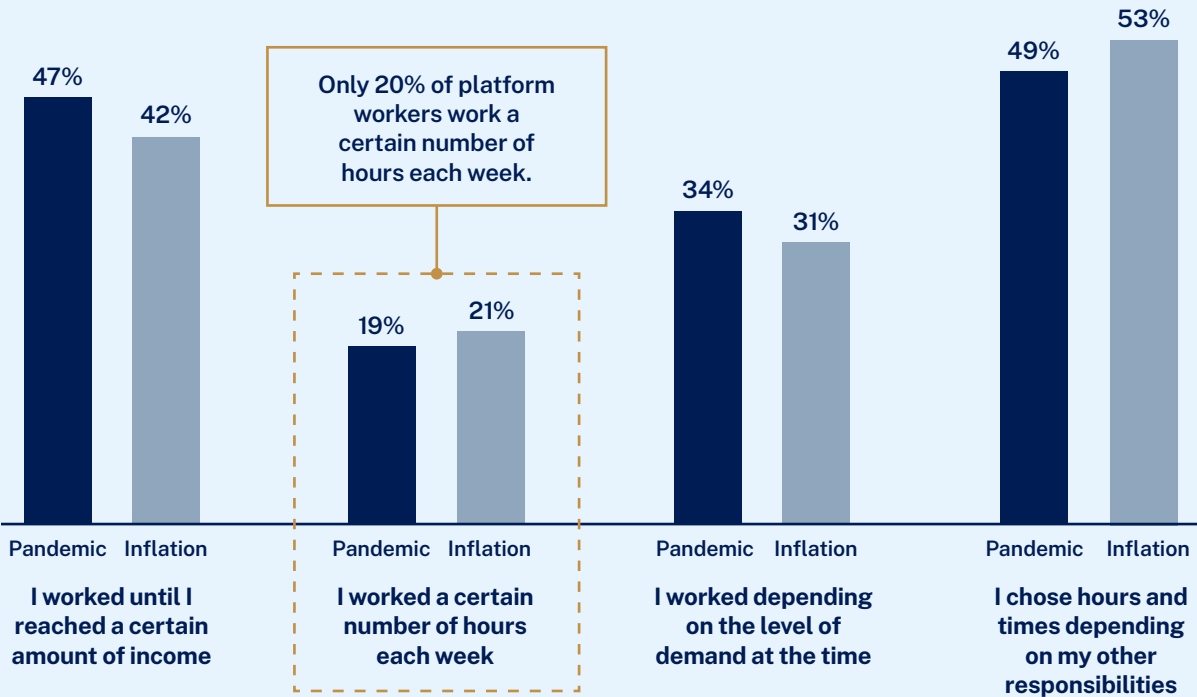 53%
49%
47%
42%
Only 20% of platform
workers work a
certain number of
hours each week.
34%
31%
19%
21%
Pandemic Inflation
Pandemic Inflation
Pandemic Inflation
Pandemic Inflation
I worked until I
reached a certain
amount of income
I worked a certain
number of hours
each week
I worked depending
on the level of
demand at the time
I chose hours and
times depending
on my other
responsibilities